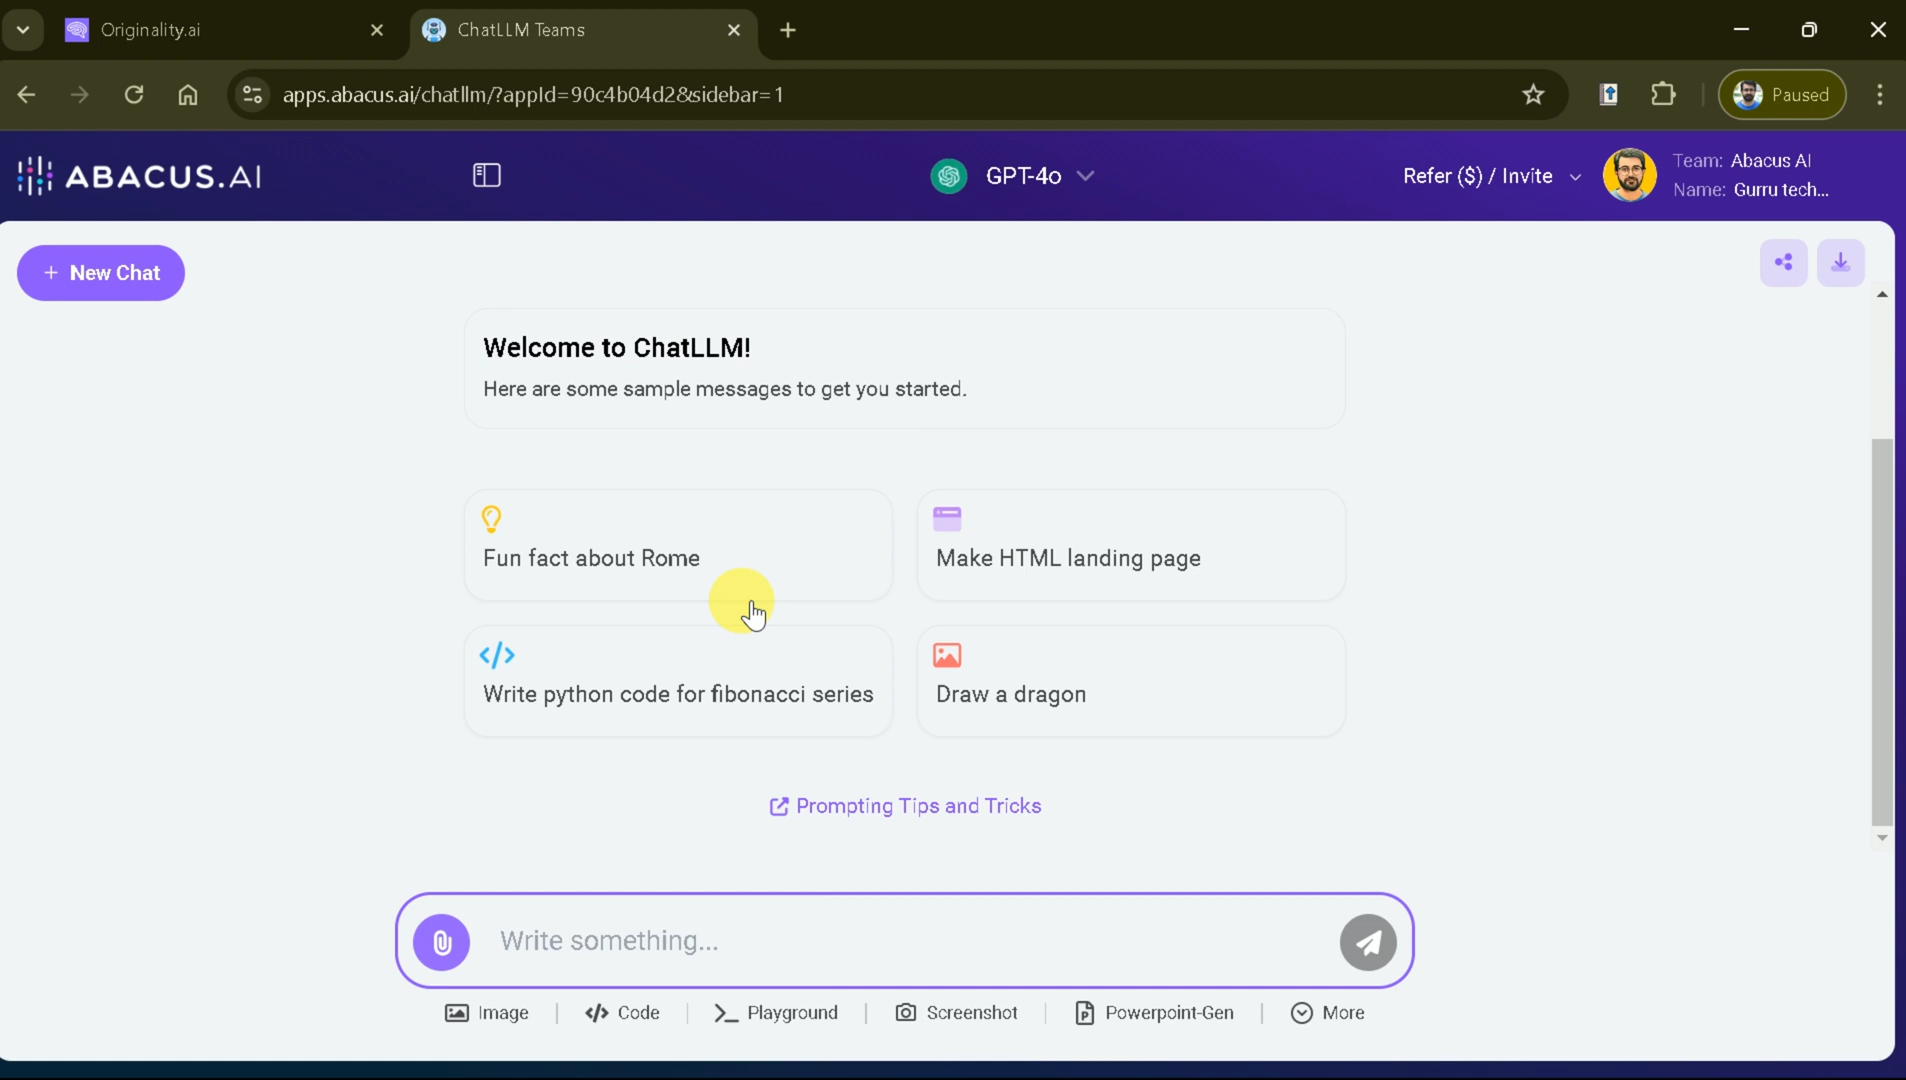 Originality.ai
ChatLLM Teams
apps.abacus.ai/chatllm/?appId=90c4b04d2&sidebar=1
Paused
ABACUS.AI
GPT-4o
Refer ($) / Invite
Team: Abacus AI
Name: Gurru tech...
+ New Chat
Welcome to ChatLLM!
Here are some sample messages to get you started.
Fun fact about Rome
Make HTML landing page
Write python code for fibonacci series
Draw a dragon
Prompting Tips and Tricks
Write something...
Image
Code
Playground
Screenshot
Powerpoint-Gen
More